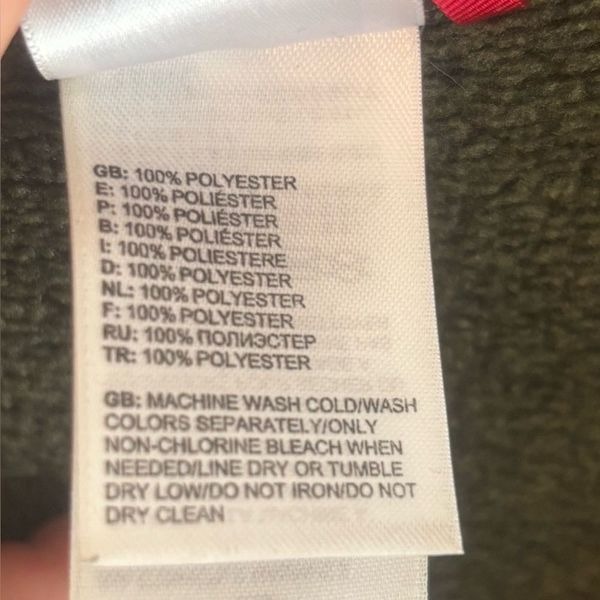 GB: 100% POLYESTER
E: 100% POLIÉSTER
P: 100% POLIÉSTER
B: 100% POLIÉSTER
I: 100% POLIESTERE
D: 100% POLYESTER
NL: 100% POLYESTER
F: 100% POLYESTER
RU: 100% ПОЛИЭСТЕР
TR: 100% POLYESTER
GB: MACHINE WASH COLD/WASH
COLORS SEPARATELY/ONLY
NON-CHLORINE BLEACH WHEN
NEEDED/LINE DRY OR TUMBLE
DRY LOW/DO NOT IRON/DO NOT
DRY CLEAN